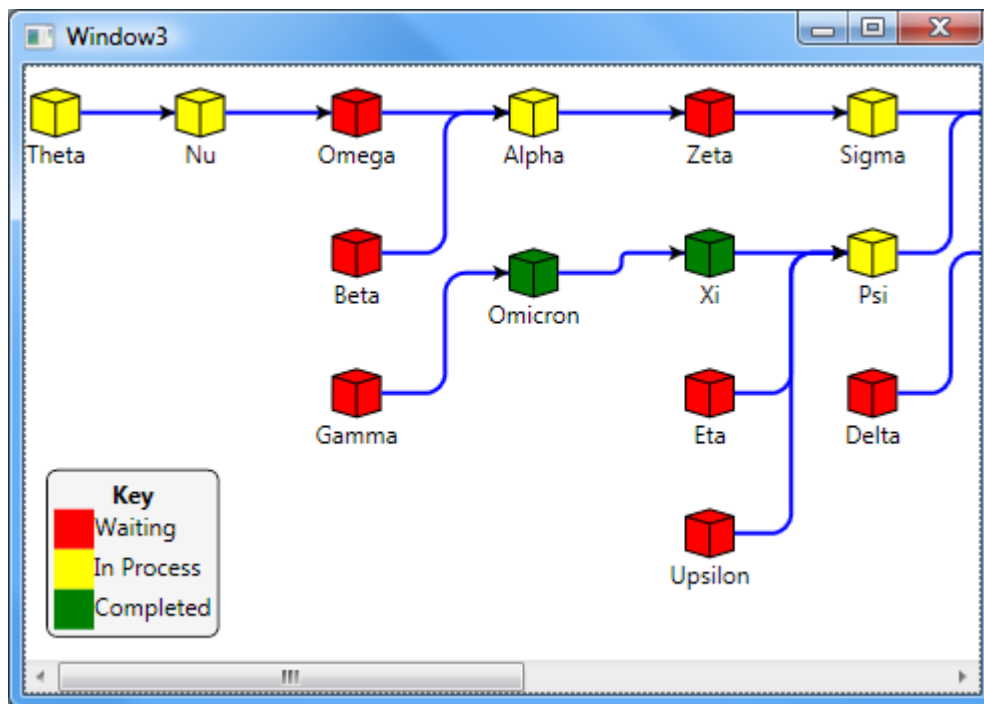 Window3
Theta
Nu
Omega
Alpha
Zeta
Sigma
Beta
Omicron
Xi
Psi
Gamma
Eta
Delta
Upsilon
Key
Waiting
In Process
Completed